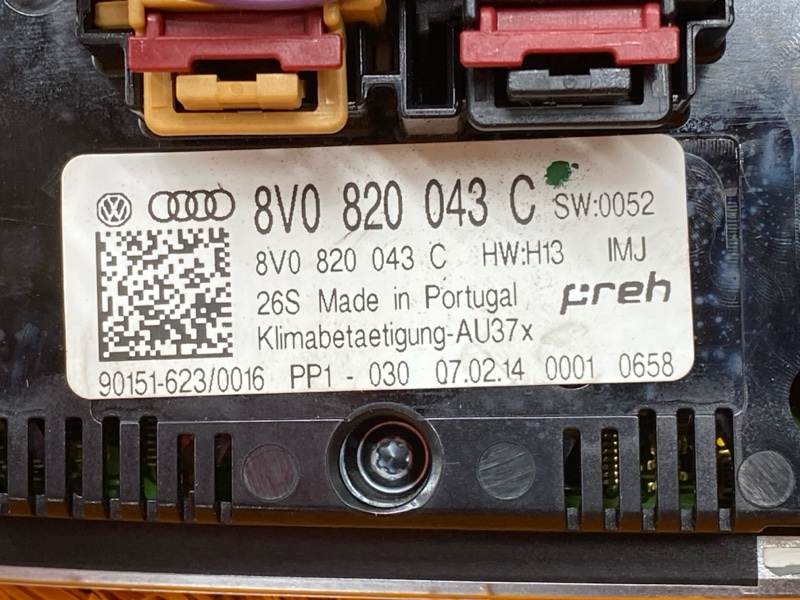 8V0 820 043 C SW:0052
8V0 820 043 C HW:H13 IMJ
26S Made in Portugal preh
Klimabetaetigung-AU37x
90151-623/0016 PP1 - 030 07.02.14 0001 0658